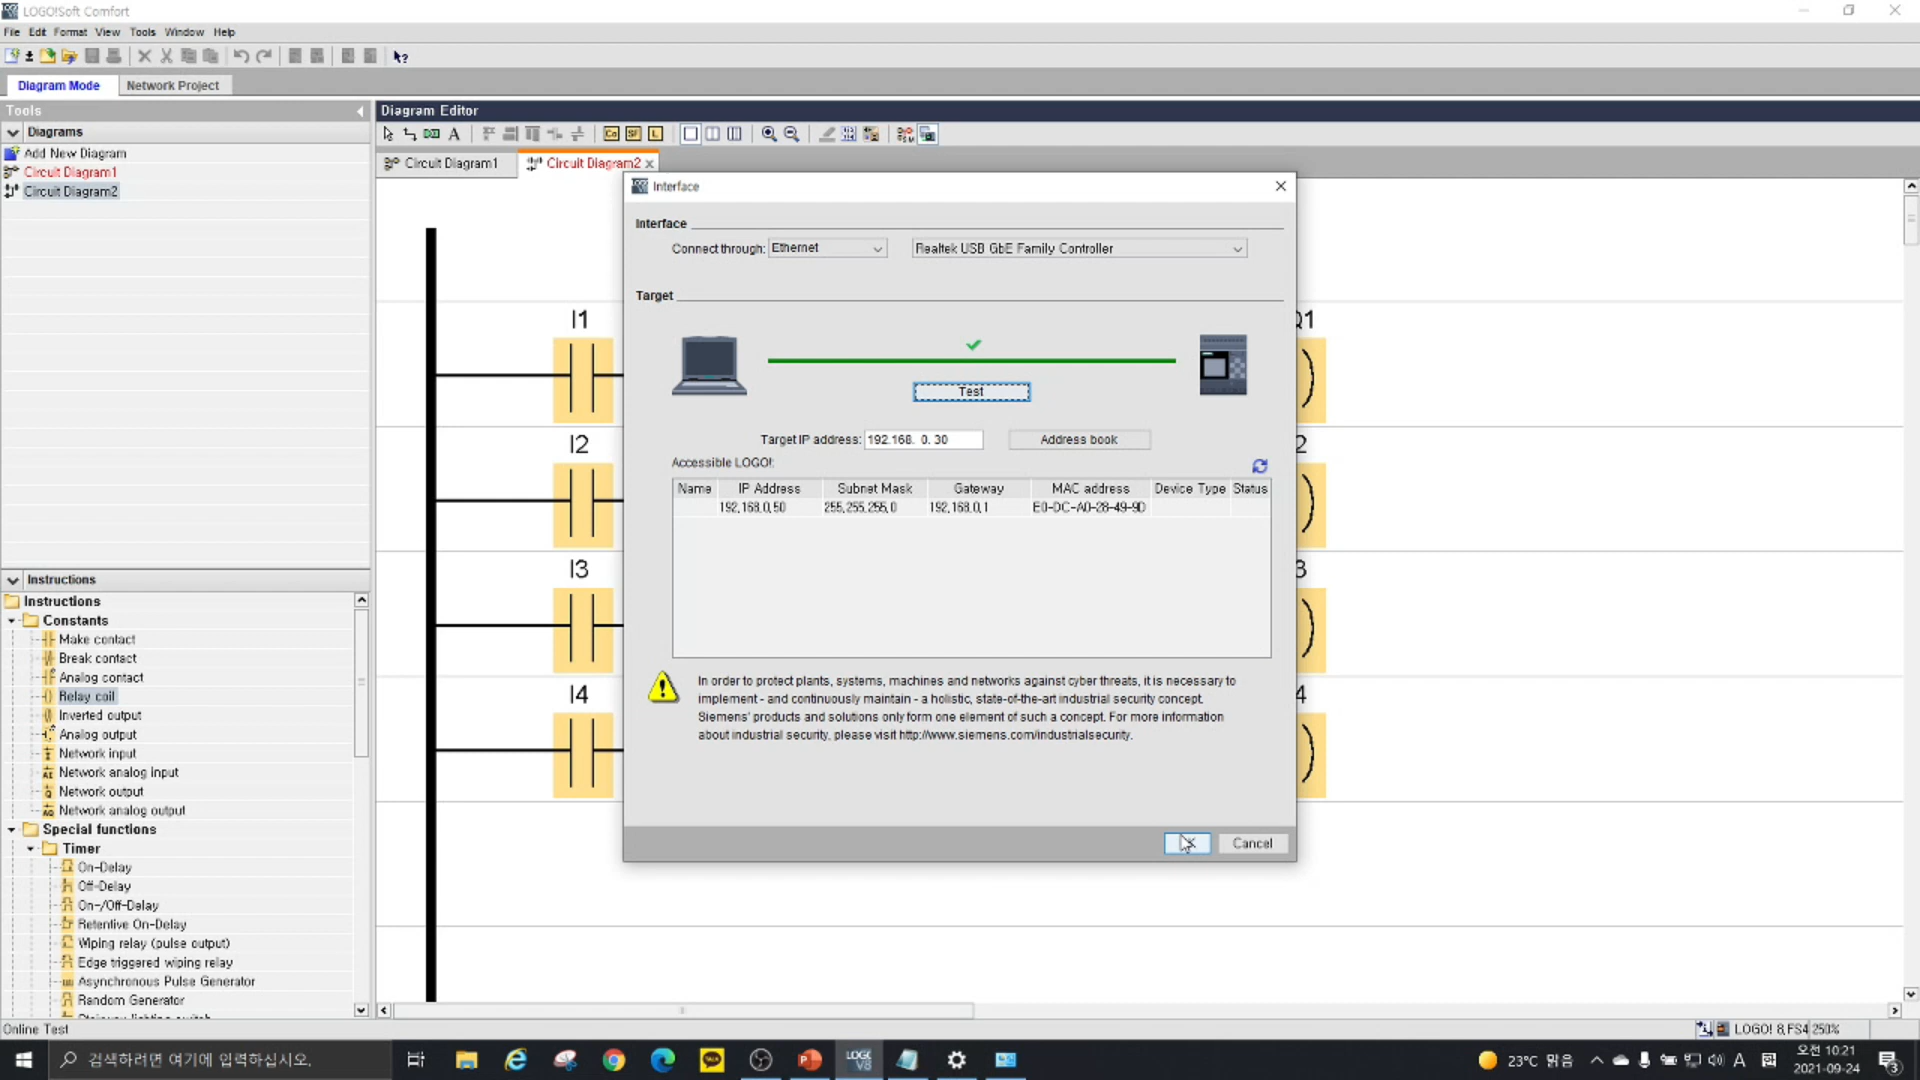 LOGO!Soft Comfort
File Edit Format View Tools Window Help
Diagram Mode Network Project
Tools
Diagram Editor
Diagrams
Add New Diagram
Circuit Diagram1
Circuit Diagram2
Circuit Diagram1 Circuit Diagram2
Interface
Interface
Connect through: Ethernet Realtek USB GbE Family Controller
Target
Test
Target IP address: 192.168. 0. 30 Address book
Accessible LOGO!:
Name IP Address Subnet Mask Gateway MAC address Device Type Status
192.168.0.50 255.255.255.0 192.168.0.1 E0-DC-A0-28-49-9D
In order to protect plants, systems, machines and networks against cyber threats, it is necessary to
implement - and continuously maintain - a holistic, state-of-the-art industrial security concept.
Siemens' products and solutions only form one element of such a concept. For more information
about industrial security, please visit http://www.siemens.com/industrialsecurity.
Cancel
I1
I2
2
I3
3
I4
4
Instructions
Instructions
Constants
Make contact
Break contact
Analog contact
Relay coil
Inverted output
Analog output
Network input
Network analog input
Network output
Network analog output
Special functions
Timer
On-Delay
Off-Delay
On-/Off-Delay
Retentive On-Delay
Wiping relay (pulse output)
Edge triggered wiping relay
Asynchronous Pulse Generator
Random Generator
Online Test
LOGO! 8.FS4 250%
검색하려면 여기에 입력하십시오.
23°C 맑음
A
오전 10:21
2021-09-24
3